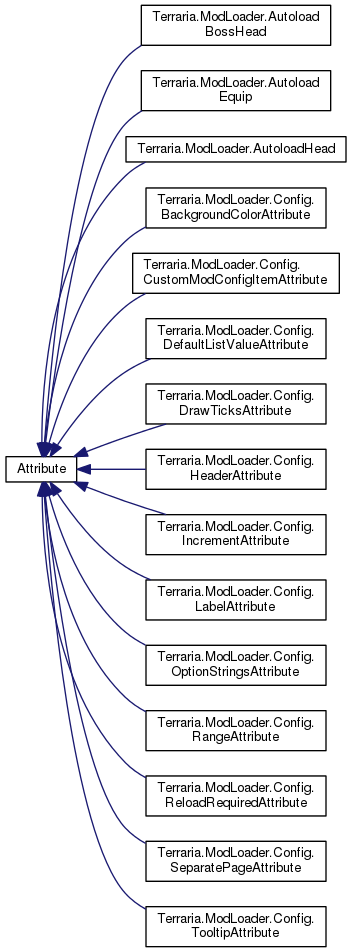 Terraria.ModLoader.Autoload
BossHead
Terraria.ModLoader.Autoload
Equip
Terraria.ModLoader.AutoloadHead
Terraria.ModLoader.Config.
BackgroundColorAttribute
Terraria.ModLoader.Config.
CustomModConfigItemAttribute
Terraria.ModLoader.Config.
DefaultListValueAttribute
Terraria.ModLoader.Config.
DrawTicksAttribute
Attribute
Terraria.ModLoader.Config.
HeaderAttribute
Terraria.ModLoader.Config.
IncrementAttribute
Terraria.ModLoader.Config.
LabelAttribute
Terraria.ModLoader.Config.
OptionStringsAttribute
Terraria.ModLoader.Config.
RangeAttribute
Terraria.ModLoader.Config.
ReloadRequiredAttribute
Terraria.ModLoader.Config.
SeparatePageAttribute
Terraria.ModLoader.Config.
TooltipAttribute